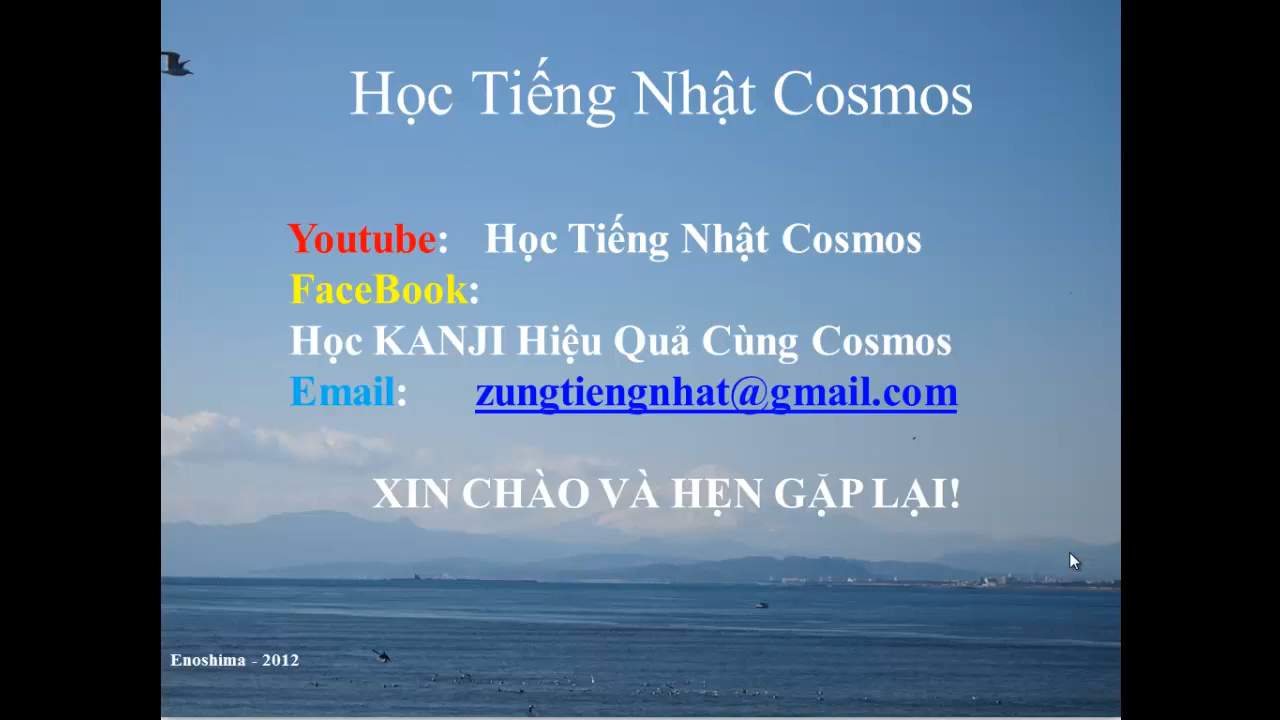 Học Tiếng Nhật Cosmos
Youtube: Học Tiếng Nhật Cosmos
FaceBook:
Học KANJI Hiệu Quả Cùng Cosmos
Email: zungtiengnhat@gmail.com
XIN CHÀO VÀ HẸN GẶP LẠI!
Enoshima - 2012